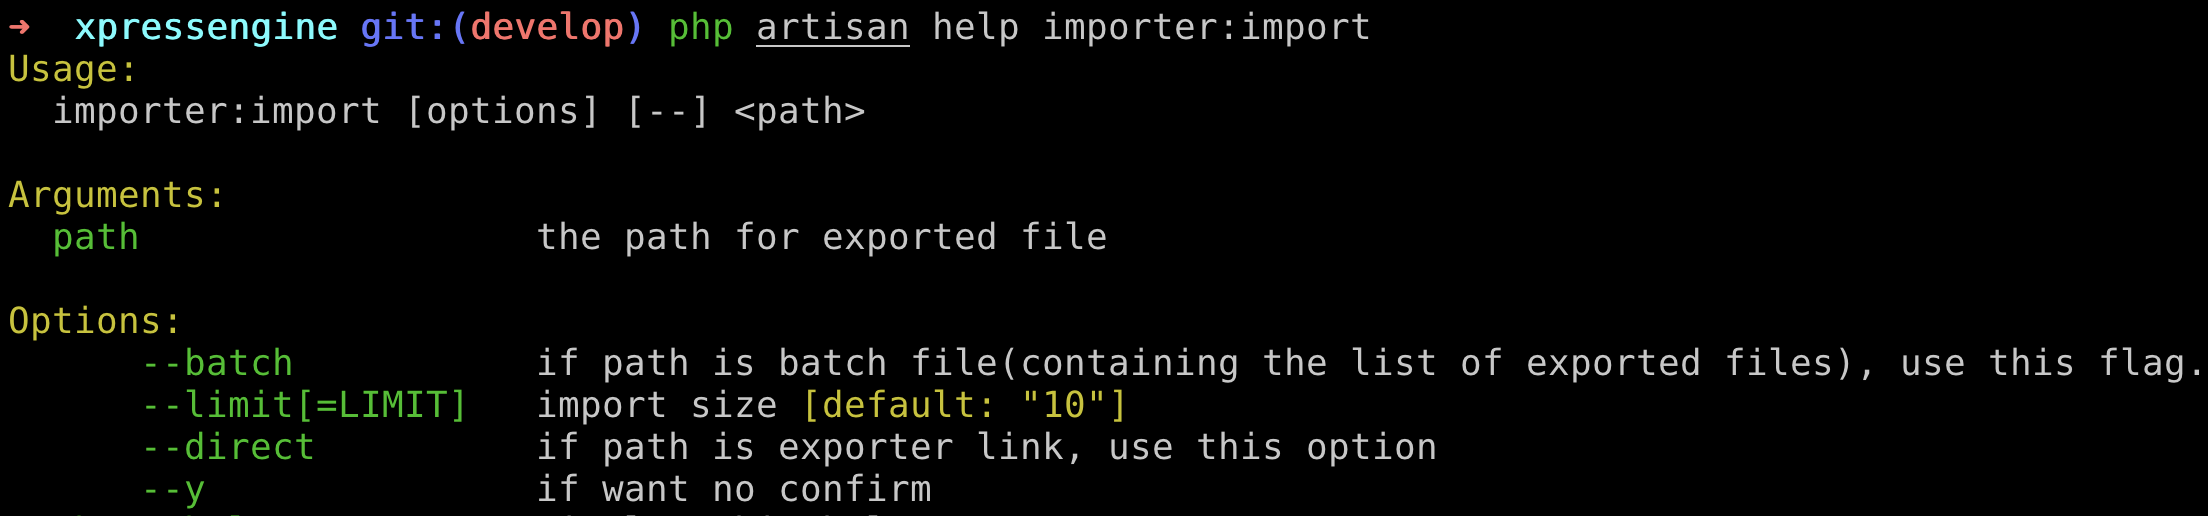 ➜  xpressengine git:(develop) php artisan help importer:import
Usage:
  importer:import [options] [--] <path>

Arguments:
  path                  the path for exported file

Options:
      --batch           if path is batch file(containing the list of exported files), use this flag.
      --limit[=LIMIT]   import size [default: "10"]
      --direct          if path is exporter link, use this option
      --y               if want no confirm